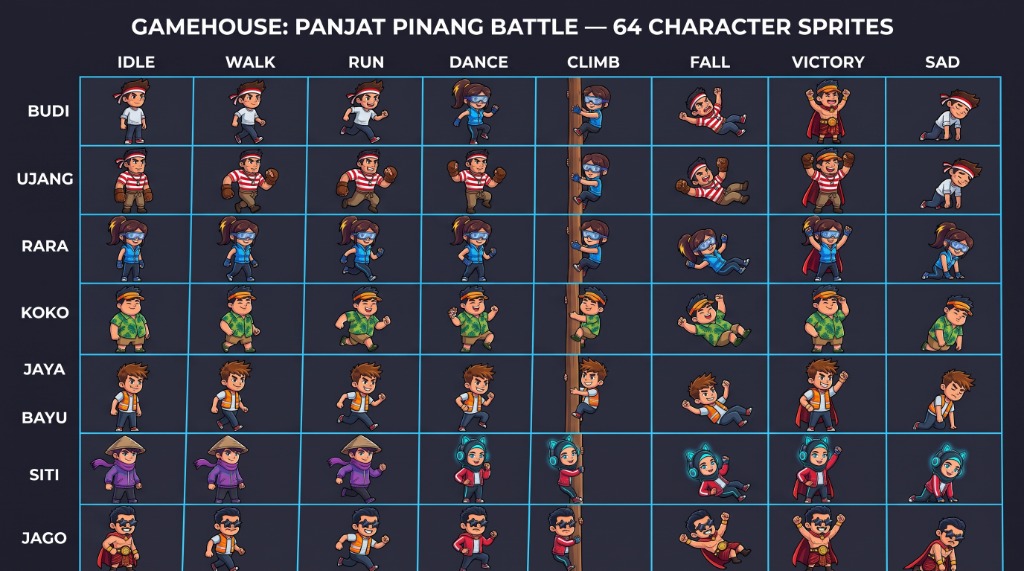 GAMEHOUSE: PANJAT PINANG BATTLE — 64 CHARACTER SPRITES
IDLE WALK RUN DANCE CLIMB FALL VICTORY SAD
BUDI
UJANG
RARA
KOKO
JAYA
BAYU
SITI
JAGO